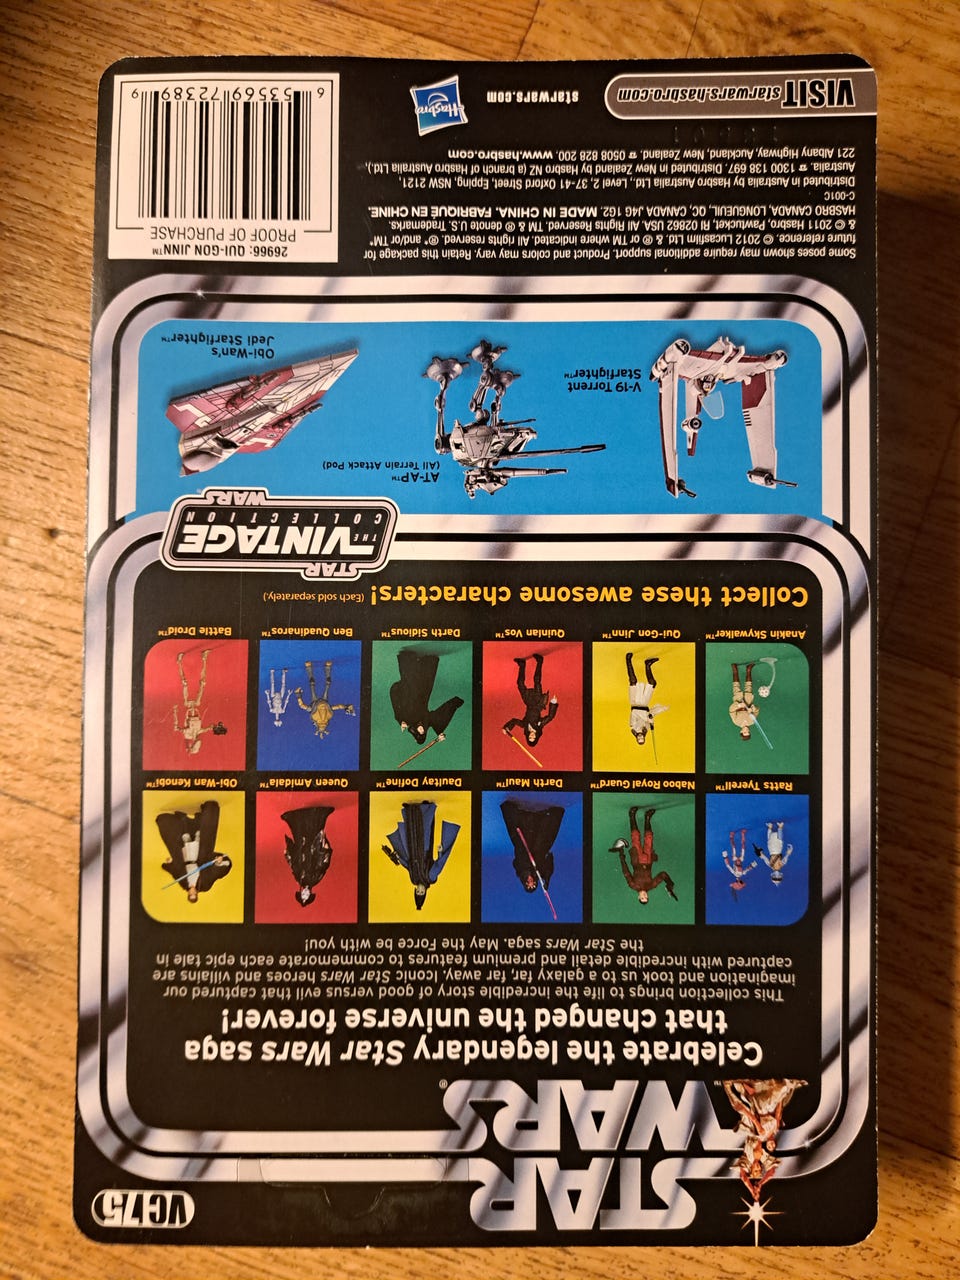 STAR
WARS®
VC75
Celebrate the legendary Star Wars saga
that changed the universe forever!
This collection brings to life the incredible story of good versus evil that captured our
imagination and took us to a galaxy far, far away. Iconic Star Wars heroes and villains are
captured with incredible detail and premium features to commemorate each epic tale in
the Star Wars saga. May the Force be with you!
Ratts Tyerell™
Naboo Royal Guard™
Darth Maul™
Daultay Dofine™
Queen Amidala™
Obi-Wan Kenobi™
Anakin Skywalker™
Qui-Gon Jinn™
Quinlan Vos™
Darth Sidious™
Ben Quadinaros™
Battle Droid™
Collect these awesome characters! (Each sold separately.)
STAR
THE VINTAGE
COLLECTION
WARS
V-19 Torrent
Starfighter™
AT-AP™
(All Terrain Attack Pod)
Obi-Wan's
Jedi Starfighter™
Some poses shown may require additional support. Product and colors may vary. Retain this package for
future reference. © 2012 Lucasfilm Ltd. & ® or TM where indicated. All rights reserved. ®* and/or TM*
& © 2011 Hasbro, Pawtucket, RI 02862 USA. All Rights Reserved. TM & ® denote U.S. Trademarks.
HASBRO CANADA, LONGUEUIL, QC, CANADA J4G 1G2. MADE IN CHINA. FABRIQUÉ EN CHINE.
C-001C
Distributed in Australia by Hasbro Australia Ltd., Level 2, 37-41 Oxford Street, Epping, NSW 2121,
Australia. ☎ 1300 138 697. Distributed in New Zealand by Hasbro NZ (a branch of Hasbro Australia Ltd.),
221 Albany Highway, Auckland, New Zealand. ☎ 0508 828 200. www.hasbro.com
VISIT starwars.hasbro.com
starwars.com
Hasbro
26966: QUI-GON JINN™
PROOF OF PURCHASE
6 53569 72389 9